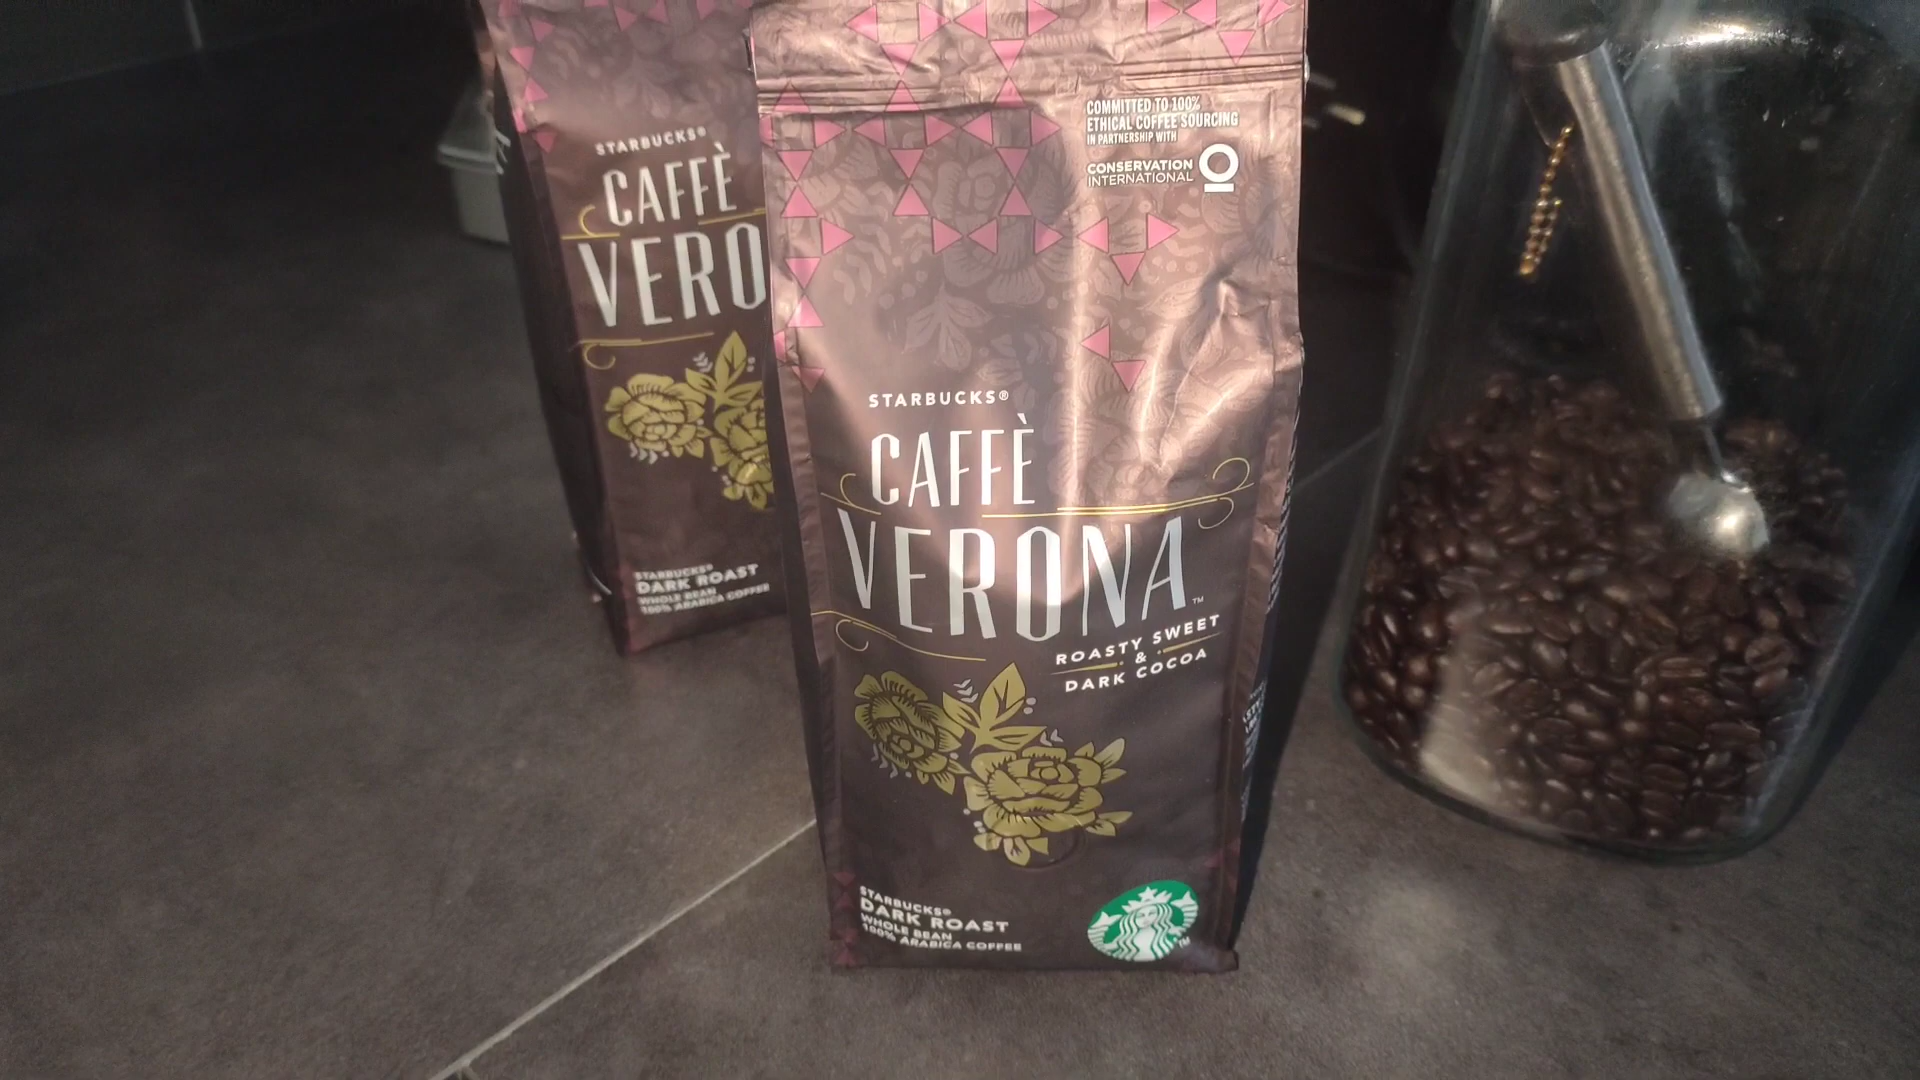 STARBUCKS®
CAFFÈ
VERO
STARBUCKS®
DARK ROAST
WHOLE BEAN
100% ARABICA COFFEE
COMMITTED TO 100%
ETHICAL COFFEE SOURCING
IN PARTNERSHIP WITH
CONSERVATION
INTERNATIONAL
STARBUCKS®
CAFFÈ
VERONA™
ROASTY SWEET
&
DARK COCOA
STARBUCKS®
DARK ROAST
WHOLE BEAN
100% ARABICA COFFEE
TM